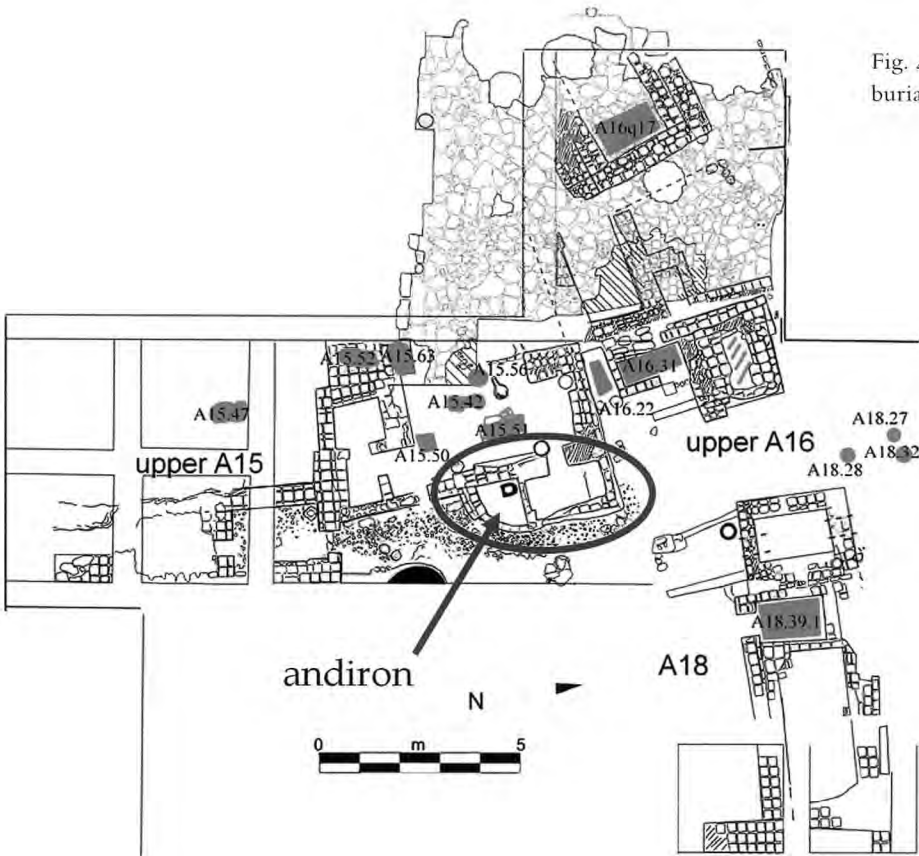 Fig.
buria
A16q17
A15.52
A15.63
A15.56
A16.31
A15.42
A16.22
A15.47
A15.51
A18.27
upper A15
A15.50
upper A16
A18.28
A18.32
A18.39.1
andiron
A18
N
0 m 5